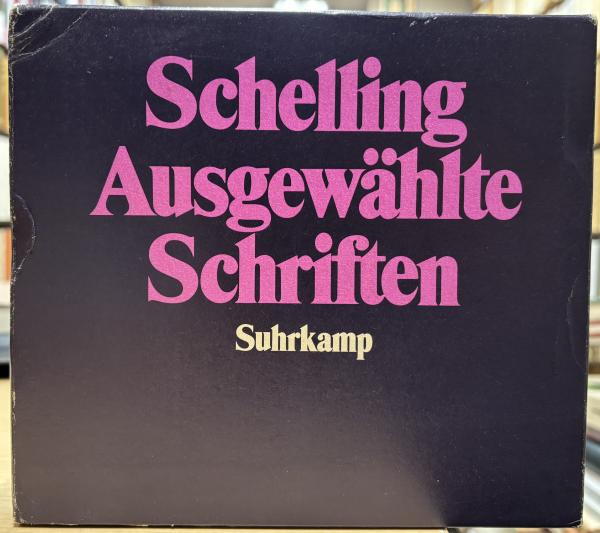 Schelling
Ausgewählte
Schriften
Suhrkamp